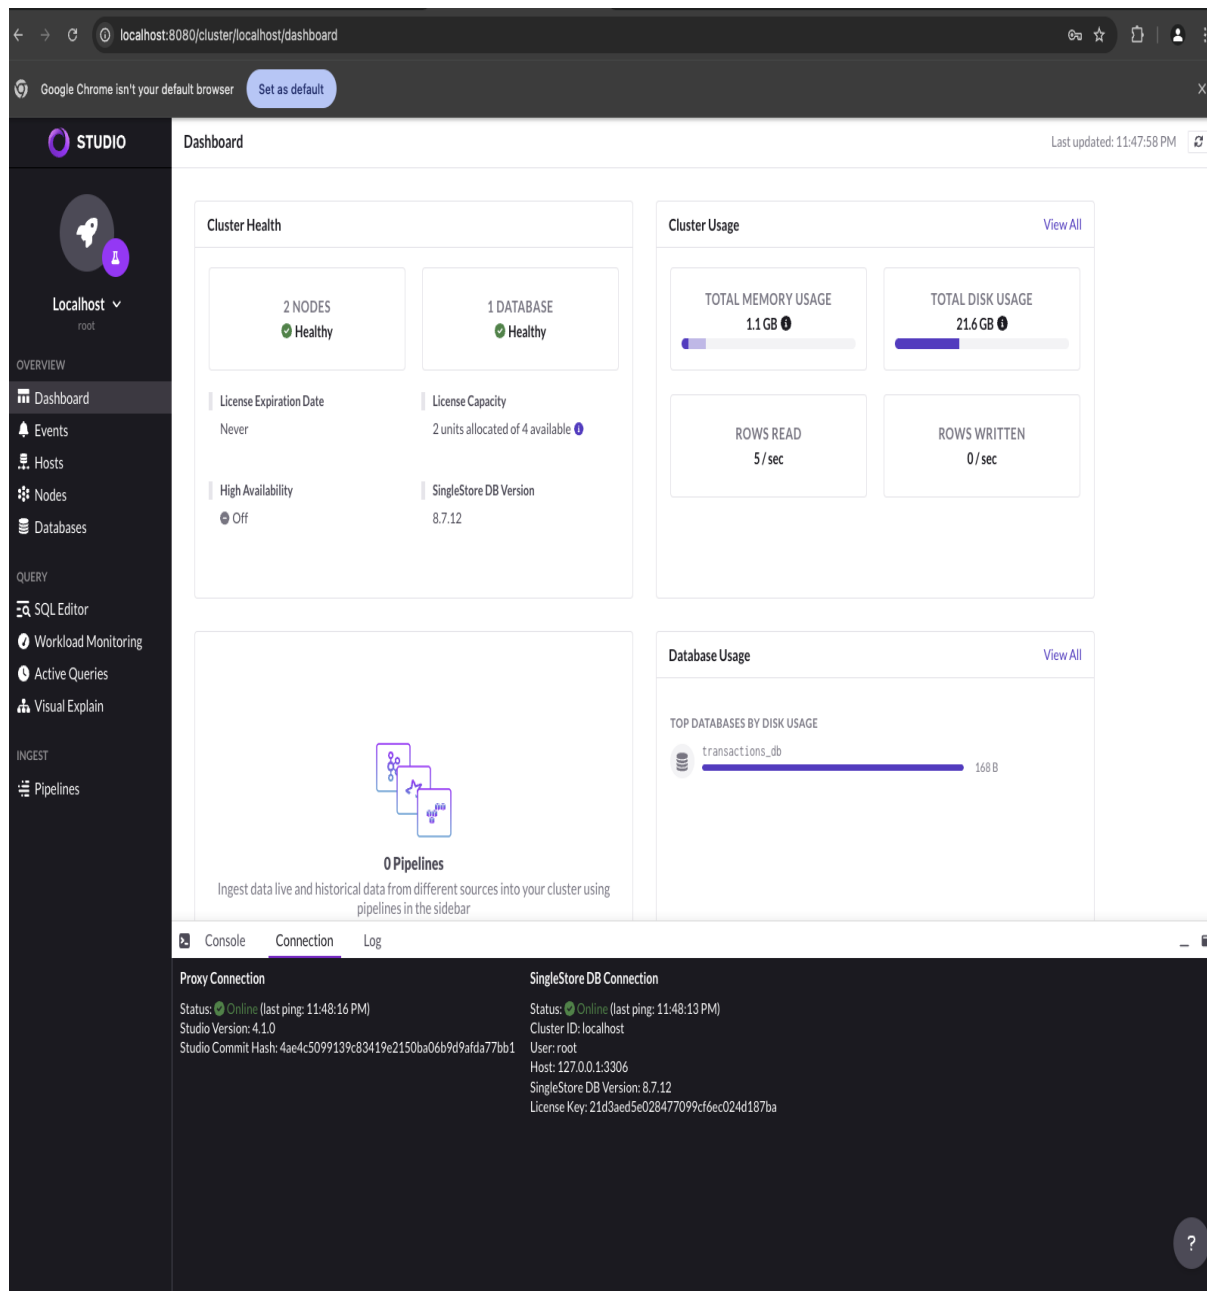 localhost:8080/cluster/localhost/dashboard
Google Chrome isn't your default browser
Set as default
STUDIO
Dashboard
Last updated: 11:47:58 PM
Localhost
root
OVERVIEW
Dashboard
Events
Hosts
Nodes
Databases
QUERY
SQL Editor
Workload Monitoring
Active Queries
Visual Explain
INGEST
Pipelines
Cluster Health
2 NODES
Healthy
1 DATABASE
Healthy
License Expiration Date
Never
License Capacity
2 units allocated of 4 available
High Availability
Off
SingleStore DB Version
8.7.12
Cluster Usage
View All
TOTAL MEMORY USAGE
1.1 GB
TOTAL DISK USAGE
21.6 GB
ROWS READ
5 / sec
ROWS WRITTEN
0 / sec
0 Pipelines
Ingest data live and historical data from different sources into your cluster using
pipelines in the sidebar
Database Usage
View All
TOP DATABASES BY DISK USAGE
transactions_db
168 B
Console
Connection
Log
Proxy Connection
Status: Online (last ping: 11:48:16 PM)
Studio Version: 4.1.0
Studio Commit Hash: 4ae4c5099139c83419e2150ba06b9d9afda77bb1
SingleStore DB Connection
Status: Online (last ping: 11:48:13 PM)
Cluster ID: localhost
User: root
Host: 127.0.0.1:3306
SingleStore DB Version: 8.7.12
License Key: 21d3aed5e028477099cf6ec024d187ba
?